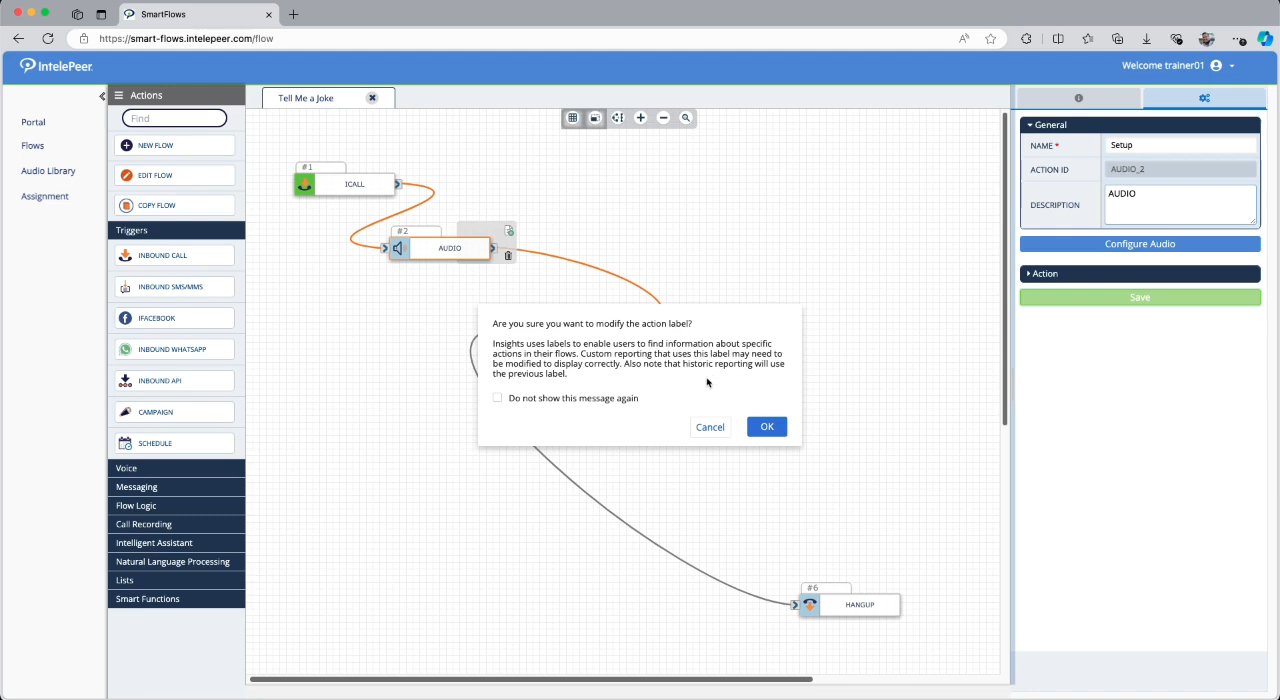 SmartFlows
https://smart-flows.intelepeer.com/flow
IntelePeer.
Welcome trainer01
Portal
Flows
Audio Library
Assignment
Actions
Find
NEW FLOW
EDIT FLOW
COPY FLOW
Triggers
INBOUND CALL
INBOUND SMS/MMS
IFACEBOOK
INBOUND WHATSAPP
INBOUND API
CAMPAIGN
SCHEDULE
Voice
Messaging
Flow Logic
Call Recording
Intelligent Assistant
Natural Language Processing
Lists
Smart Functions
Tell Me a Joke
#1
ICALL
#2
AUDIO
Are you sure you want to modify the action label?
Insights uses labels to enable users to find information about specific
actions in their flows. Custom reporting that uses this label may need to
be modified to display correctly. Also note that historic reporting will use
the previous label.
Do not show this message again
Cancel
OK
#6
HANGUP
General
NAME *
Setup
ACTION ID
AUDIO_2
DESCRIPTION
AUDIO
Configure Audio
Action
Save